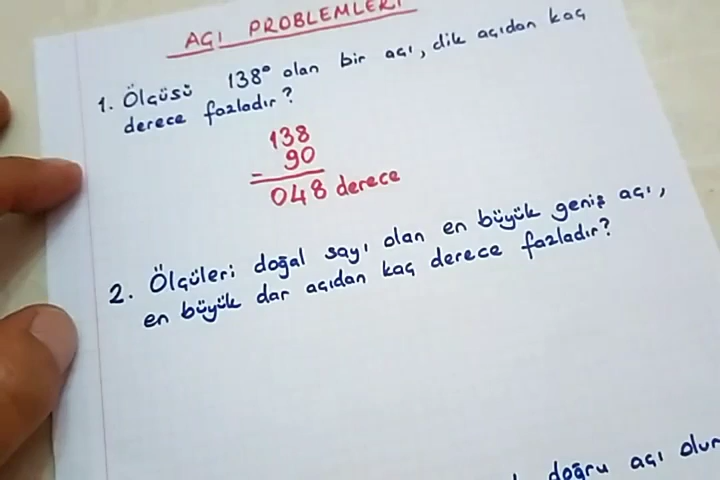 AÇI PROBLEMLERİ
1. Ölçüsü 138° olan bir açı, dik açıdan kaç
derece fazladır?
138
- 90
048 derece
2. Ölçüleri doğal sayı olan en büyük geniş açı,
en büyük dar açıdan kaç derece fazladır?
doğru açı olur